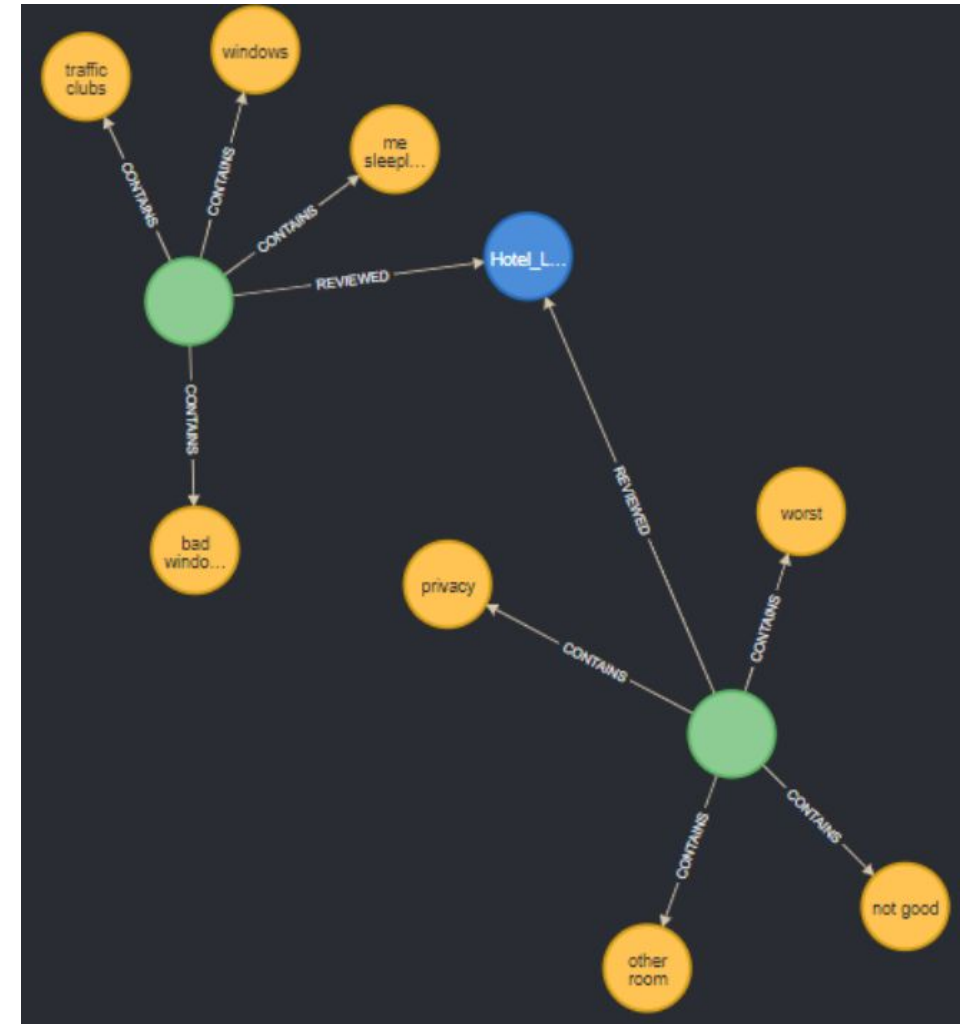 windows
traffic
clubs
me
sleepl...
CONTAINS
CONTAINS
CONTAINS
Hotel_L...
REVIEWED
CONTAINS
bad
windo...
REVIEWED
worst
privacy
CONTAINS
CONTAINS
CONTAINS
CONTAINS
not good
other
room